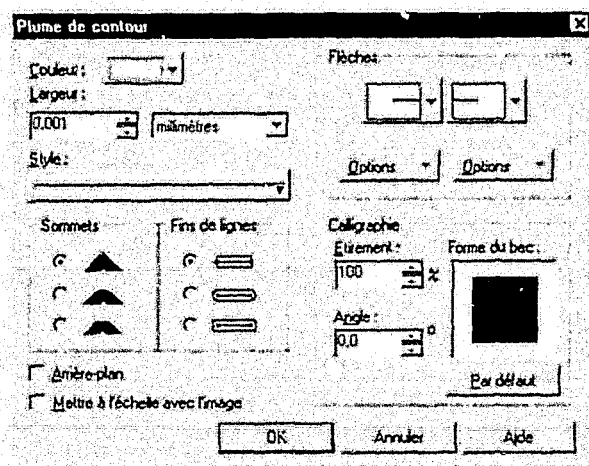 Plume de contour
Couleur :
Largeur :
0,001
millimètres
Style :
Flèches
Options
Options
Sommets
Fins de lignes
Calligraphie
Etirement :
100
%
Forme du bec :
Angle :
0,0
°
Par défaut
Arrière-plan
Mettre à l'échelle avec l'image
OK
Annuler
Aide